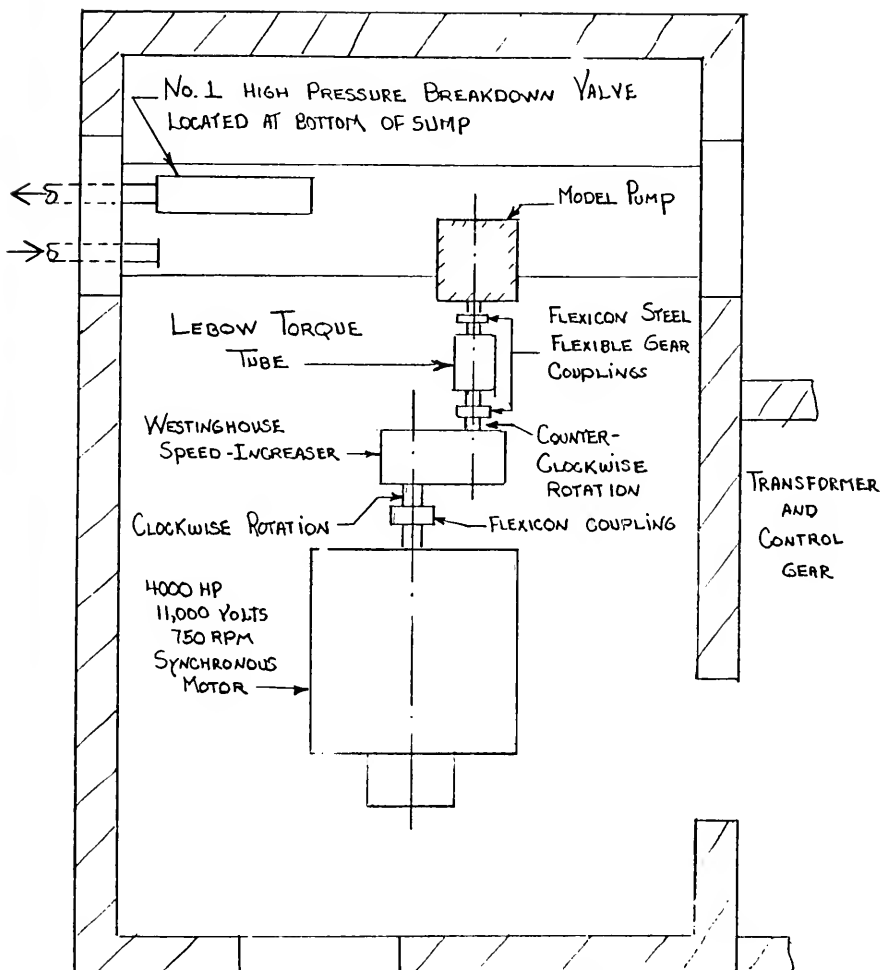 No. 1 HIGH PRESSURE BREAKDOWN VALVE
LOCATED AT BOTTOM OF SUMP
MODEL PUMP
LEBOW TORQUE
TUBE
FLEXICON STEEL
FLEXIBLE GEAR
COUPLINGS
WESTINGHOUSE
SPEED-INCREASER
COUNTER-
CLOCKWISE
ROTATION
CLOCKWISE ROTATION
FLEXICON COUPLING
TRANSFORMER
AND
CONTROL
GEAR
4000 HP
11,000 VOLTS
750 RPM
SYNCHRONOUS
MOTOR